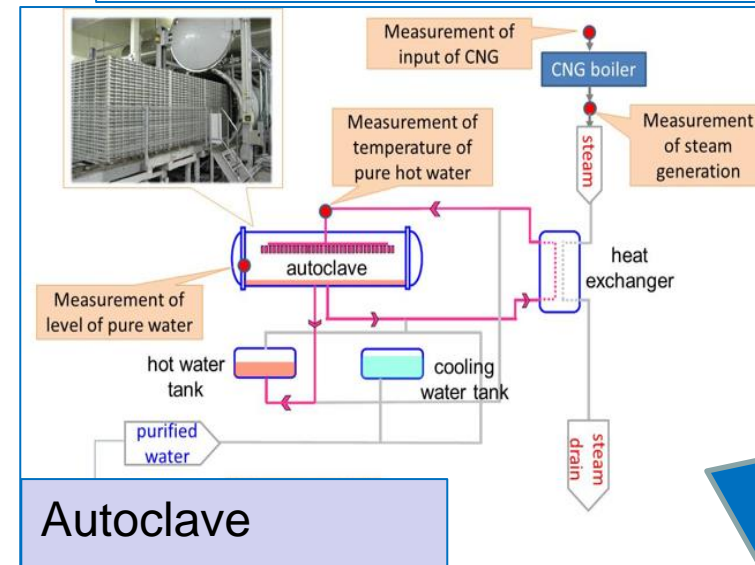 Measurement of
input of CNG
CNG boiler
Measurement of
temperature of
pure hot water
Measurement
of steam
generation
steam
autoclave
heat
exchanger
Measurement of
level of pure water
hot water
tank
cooling
water tank
purified
water
steam
drain
Autoclave